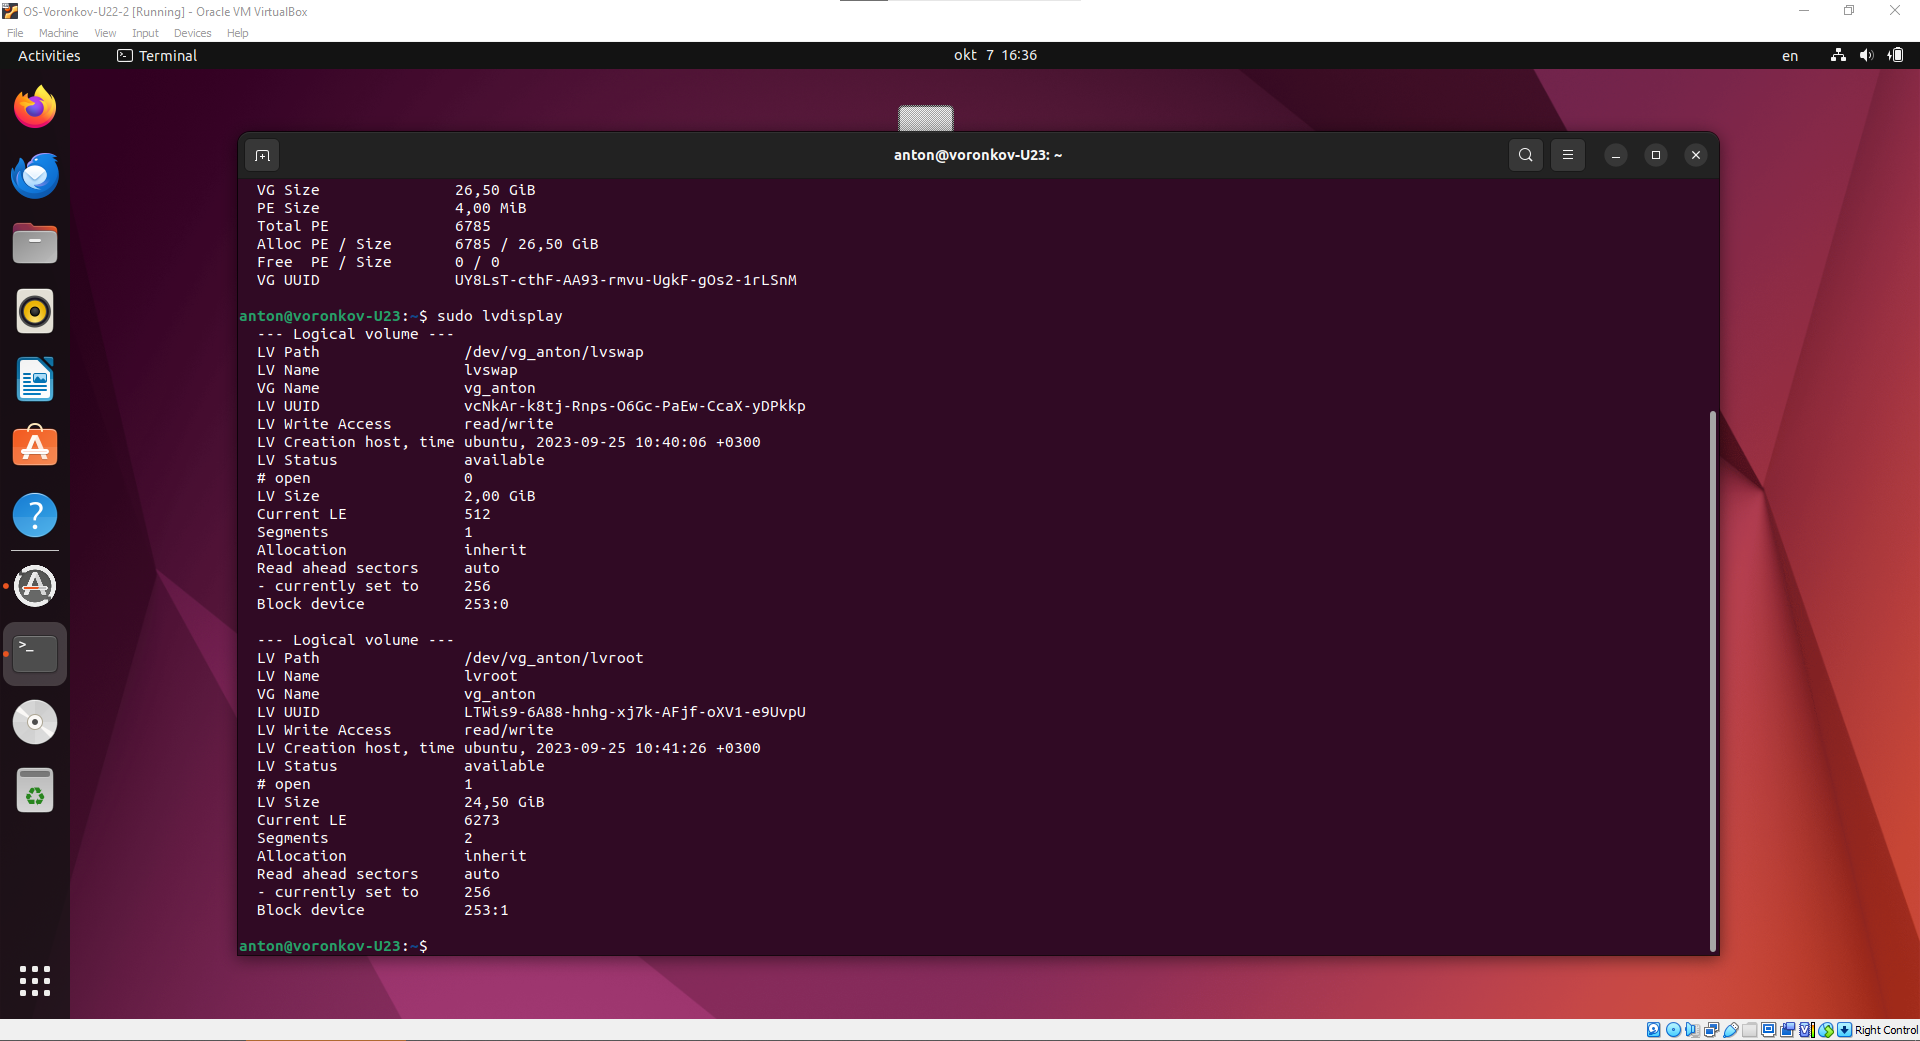 OS-Voronkov-U22-2 [Running] - Oracle VM VirtualBox
File Machine View Input Devices Help
Activities Terminal okt 7 16:36 en
anton@voronkov-U23: ~
VG Size 26,50 GiB
PE Size 4,00 MiB
Total PE 6785
Alloc PE / Size 6785 / 26,50 GiB
Free PE / Size 0 / 0
VG UUID UY8LsT-cthF-AA93-rmvu-UgkF-gOs2-1rLSnM
anton@voronkov-U23:~$ sudo lvdisplay
--- Logical volume ---
LV Path /dev/vg_anton/lvswap
LV Name lvswap
VG Name vg_anton
LV UUID vcNkAr-k8tj-Rnps-O6Gc-PaEw-CcaX-yDPkkp
LV Write Access read/write
LV Creation host, time ubuntu, 2023-09-25 10:40:06 +0300
LV Status available
# open 0
LV Size 2,00 GiB
Current LE 512
Segments 1
Allocation inherit
Read ahead sectors auto
- currently set to 256
Block device 253:0
--- Logical volume ---
LV Path /dev/vg_anton/lvroot
LV Name lvroot
VG Name vg_anton
LV UUID LTWis9-6A88-hnhg-xj7k-AFjf-oXV1-e9UvpU
LV Write Access read/write
LV Creation host, time ubuntu, 2023-09-25 10:41:26 +0300
LV Status available
# open 1
LV Size 24,50 GiB
Current LE 6273
Segments 2
Allocation inherit
Read ahead sectors auto
- currently set to 256
Block device 253:1
anton@voronkov-U23:~$
Right Control